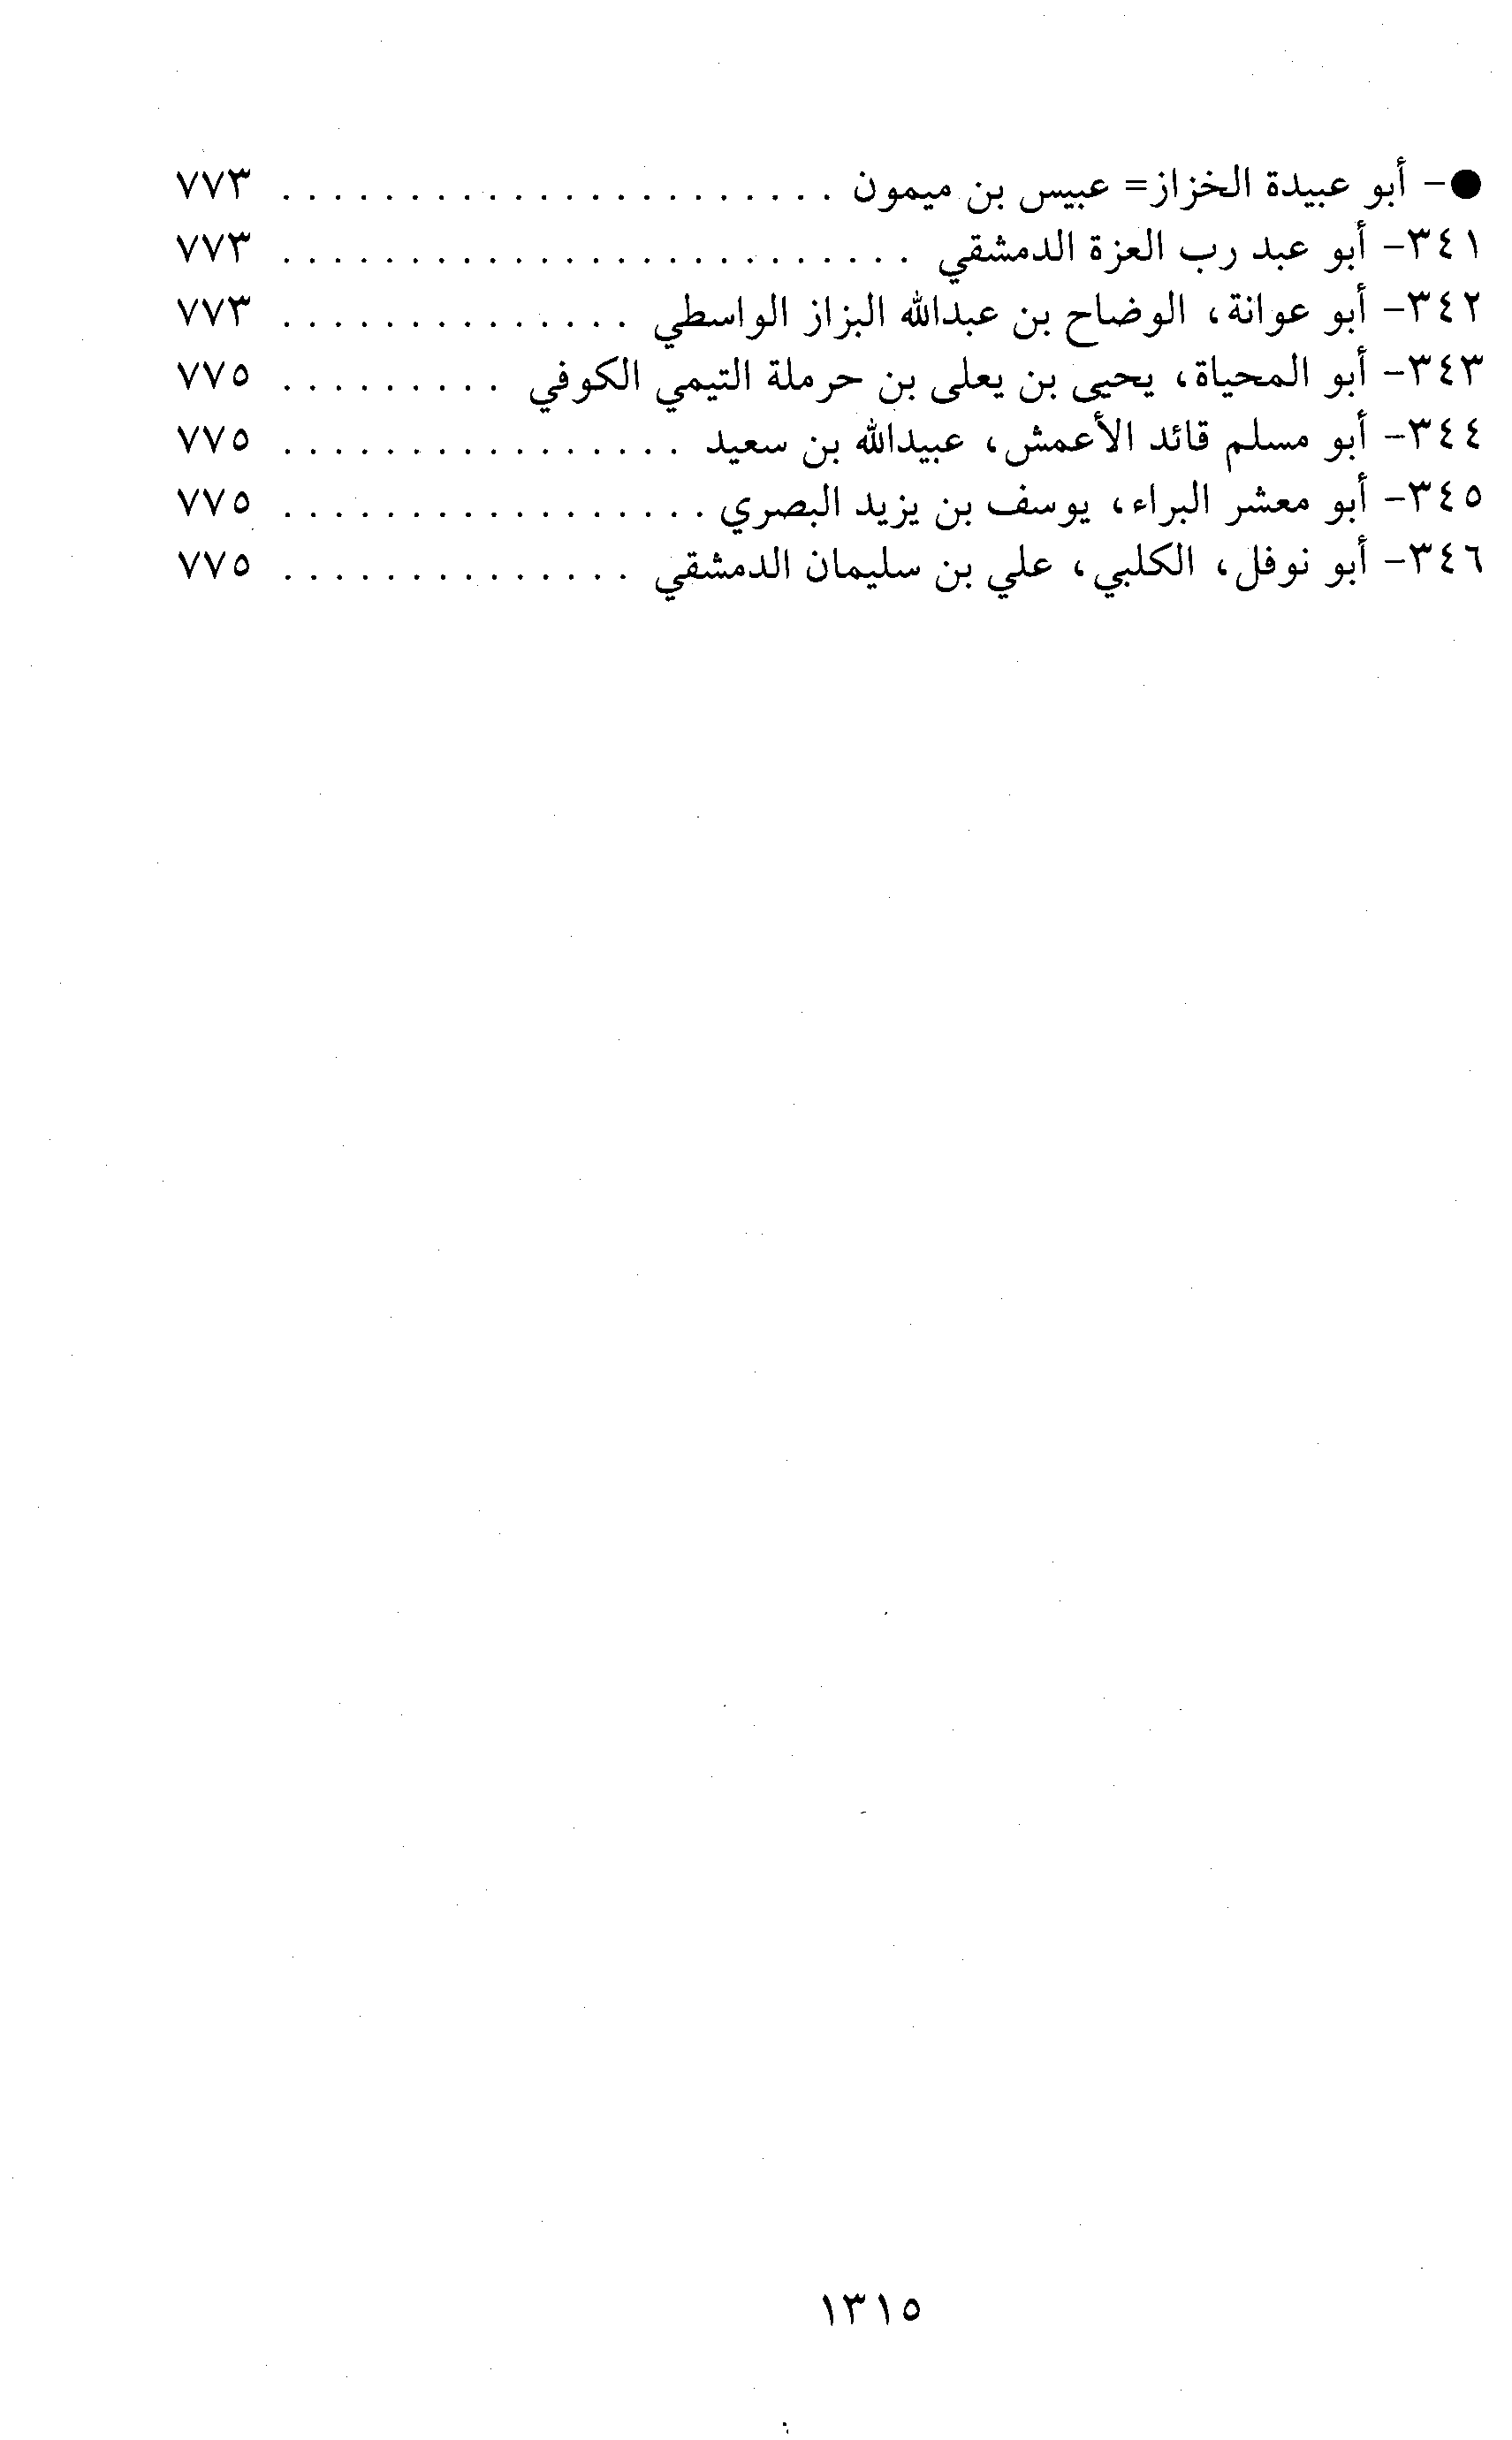 ●- أبو عبيدة الخزاز= عبيس بن ميمون . . . . . . . . . . . . . . . . . . . . . . ٧٧٣
٣٤١- أبو عبد رب العزة الدمشقي . . . . . . . . . . . . . . . . . . . . . . . . . ٧٧٣
٣٤٢- أبو عوانة، الوضاح بن عبدالله البزاز الواسطي . . . . . . . . . . . . . . ٧٧٣
٣٤٣- أبو المحياة، يحيى بن يعلى بن حرملة التيمي الكوفي . . . . . . . . . ٧٧٥
٣٤٤- أبو مسلم قائد الأعمش، عبيدالله بن سعيد . . . . . . . . . . . . . . . . ٧٧٥
٣٤٥- أبو معشر البراء، يوسف بن يزيد البصري . . . . . . . . . . . . . . . . . ٧٧٥
٣٤٦- أبو نوفل، الكلبي، علي بن سليمان الدمشقي . . . . . . . . . . . . . . ٧٧٥
١٣١٥